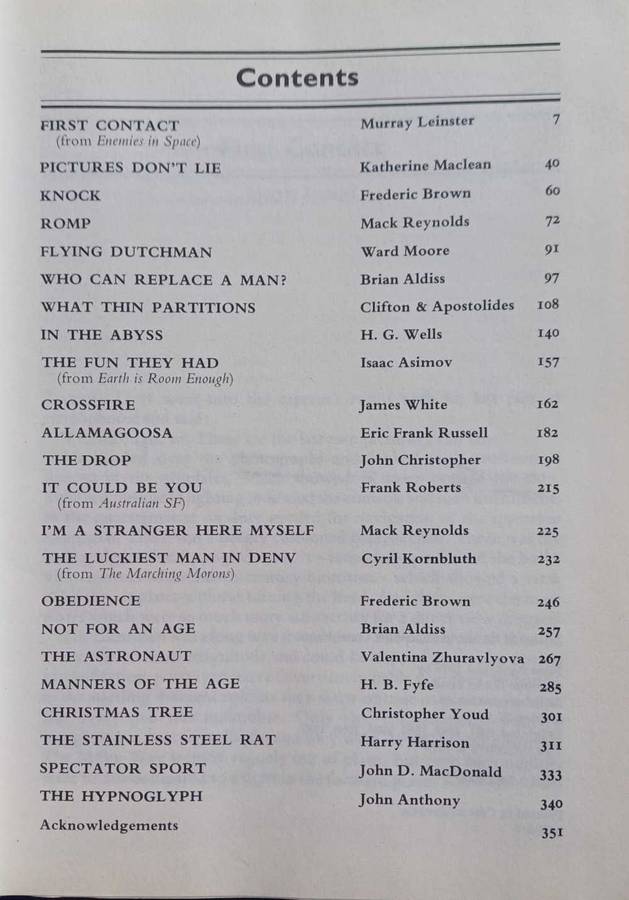 Contents
FIRST CONTACT Murray Leinster 7
(from Enemies in Space)
PICTURES DON'T LIE Katherine Maclean 40
KNOCK Frederic Brown 60
ROMP Mack Reynolds 72
FLYING DUTCHMAN Ward Moore 91
WHO CAN REPLACE A MAN? Brian Aldiss 97
WHAT THIN PARTITIONS Clifton & Apostolides 108
IN THE ABYSS H. G. Wells 140
THE FUN THEY HAD Isaac Asimov 157
(from Earth is Room Enough)
CROSSFIRE James White 162
ALLAMAGOOSA Eric Frank Russell 182
THE DROP John Christopher 198
IT COULD BE YOU Frank Roberts 215
(from Australian SF)
I'M A STRANGER HERE MYSELF Mack Reynolds 225
THE LUCKIEST MAN IN DENV Cyril Kornbluth 232
(from The Marching Morons)
OBEDIENCE Frederic Brown 246
NOT FOR AN AGE Brian Aldiss 257
THE ASTRONAUT Valentina Zhuravlyova 267
MANNERS OF THE AGE H. B. Fyfe 285
CHRISTMAS TREE Christopher Youd 301
THE STAINLESS STEEL RAT Harry Harrison 311
SPECTATOR SPORT John D. MacDonald 333
THE HYPNOGLYPH John Anthony 340
Acknowledgements 351